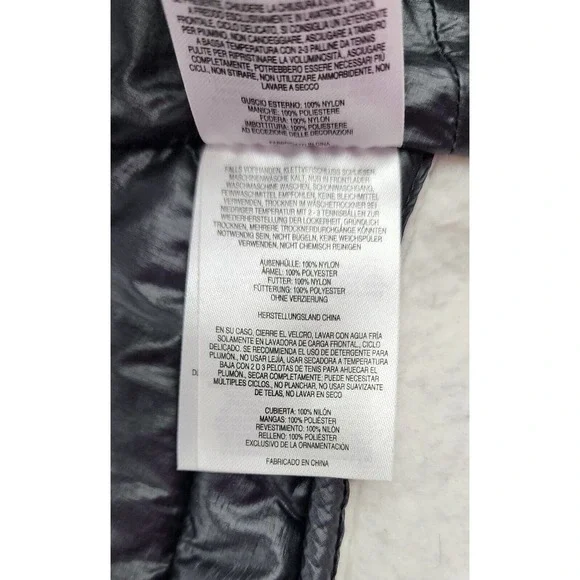 A PREFERITO ESCLUSIVAMENTE IN LAVATRICE A CARICA
FRONTALE, CICLO DELICATO, SI CONSIGLIA UN DETERGENTE
PER PIUMINO, NON CANDEGGIARE, ASCIUGARE A TAMBURO
A BASSA TEMPERATURA CON 2-3 PALLINE DA TENNIS
PULITE PER RIPRISTINARE LA VOLUMINOSITÀ., ASCIUGARE
COMPLETAMENTE, POTREBBERO ESSERE NECESSARI PIÙ
CICLI., NON STIRARE, NON UTILIZZARE AMMORBIDENTE, NON
LAVARE A SECCO
GUSCIO ESTERNO: 100% NYLON
MANICHE: 100% POLIESTERE
FODERA: 100% NYLON
IMBOTTITURA: 100% POLIESTERE
AD ECCEZIONE DELLE DECORAZIONI
FALLS VORHANDEN, KLETTVERSCHLUSS SCHLIEẞEN,
MASCHINENWÄSCHE KALT, NUR IN FRONTLADER
WASCHMASCHINE WASCHEN, SCHONWASCHGANG,
FEINWASCHMITTEL EMPFOHLEN, KEINE BLEICHMITTEL
VERWENDEN, TROCKNEN IM WÄSCHETROCKNER BEI
NIEDRIGER TEMPERATUR MIT 2 - 3 TENNISBÄLLEN ZUR
WIEDERHERSTELLUNG DER LOCKERHEIT, GRÜNDLICH
TROCKNEN, MEHRERE TROCKNERDURCHGÄNGE KÖNNTEN
NOTWENDIG SEIN, NICHT BÜGELN, KEINE WEICHSPÜLER
VERWENDEN, NICHT CHEMISCH REINIGEN
AUẞENHÜLLE: 100% NYLON
ÄRMEL: 100% POLYESTER
FUTTER: 100% NYLON
FÜTTERUNG: 100% POLYESTER
OHNE VERZIERUNG
HERSTELLUNGSLAND CHINA
EN SU CASO, CIERRE EL VELCRO, LAVAR CON AGUA FRÍA
SOLAMENTE EN LAVADORA DE CARGA FRONTAL., CICLO
DELICADO. SE RECOMIENDA EL USO DE DETERGENTE PARA
PLUMÓN., NO USAR LEJÍA, USAR SECADORA A TEMPERATURA
BAJA CON 2 O 3 PELOTAS DE TENIS PARA AHUECAR EL
PLUMÓN., SECAR COMPLETAMENTE; PUEDE NECESITAR
MÚLTIPLES CICLOS., NO PLANCHAR, NO USAR SUAVIZANTE
DE TELAS, NO LAVAR EN SECO
CUBIERTA: 100% NILÓN
MANGAS: 100% POLIÉSTER
REVESTIMIENTO: 100% NILÓN
RELLENO: 100% POLIÉSTER
EXCLUSIVO DE LA ORNAMENTACIÓN
FABRICADO EN CHINA